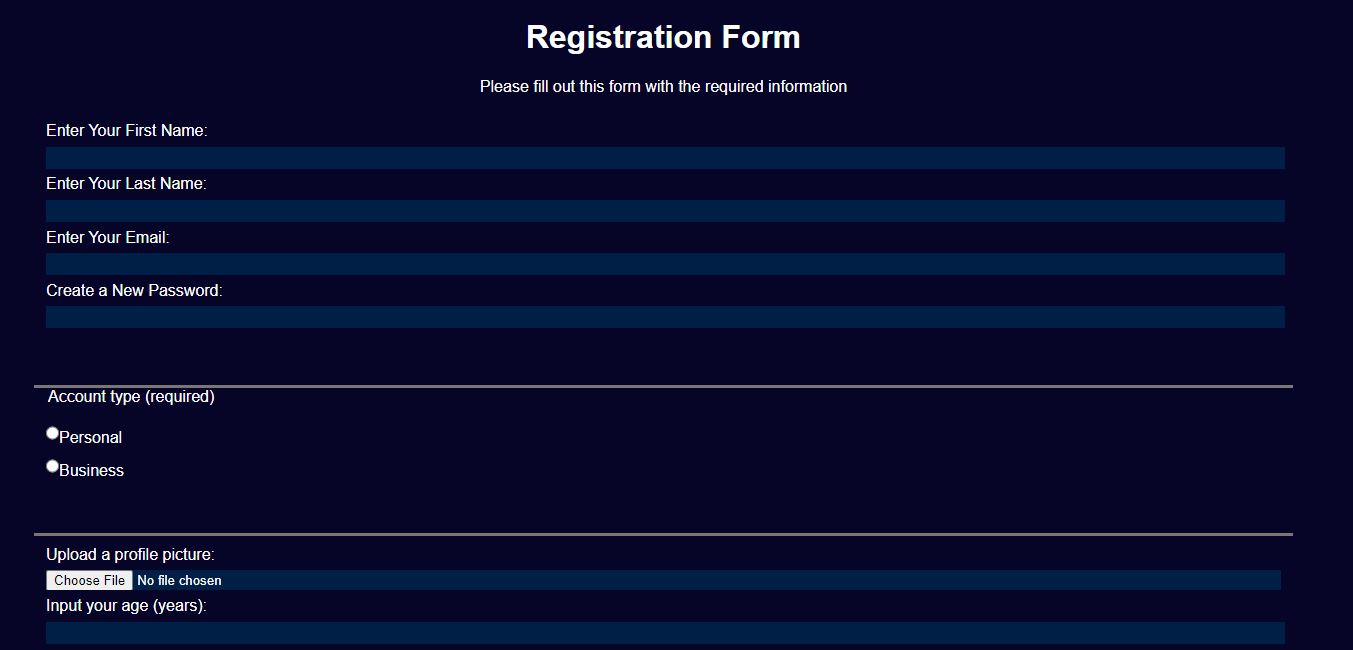 Registration Form
Please fill out this form with the required information
Enter Your First Name:
Enter Your Last Name:
Enter Your Email:
Create a New Password:
Account type (required)
Personal
Business
Upload a profile picture:
Choose File No file chosen
Input your age (years):